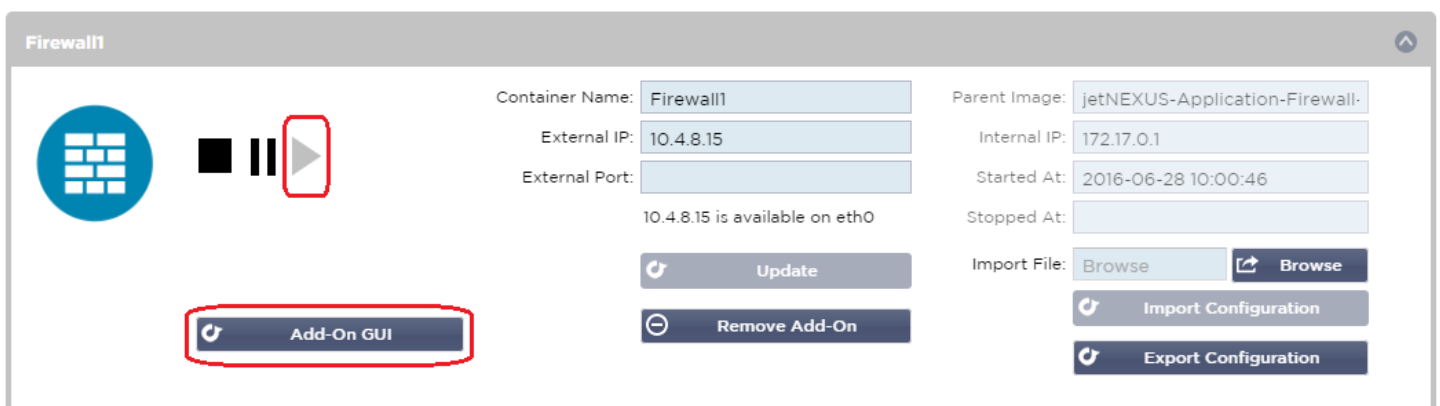 Firewall1
Container Name: Firewall1
External IP: 10.4.8.15
External Port:
10.4.8.15 is available on eth0
Update
Remove Add-On
Add-On GUI
Parent Image: jetNEXUS-Application-Firewall-
Internal IP: 172.17.0.1
Started At: 2016-06-28 10:00:46
Stopped At:
Import File: Browse Browse
Import Configuration
Export Configuration